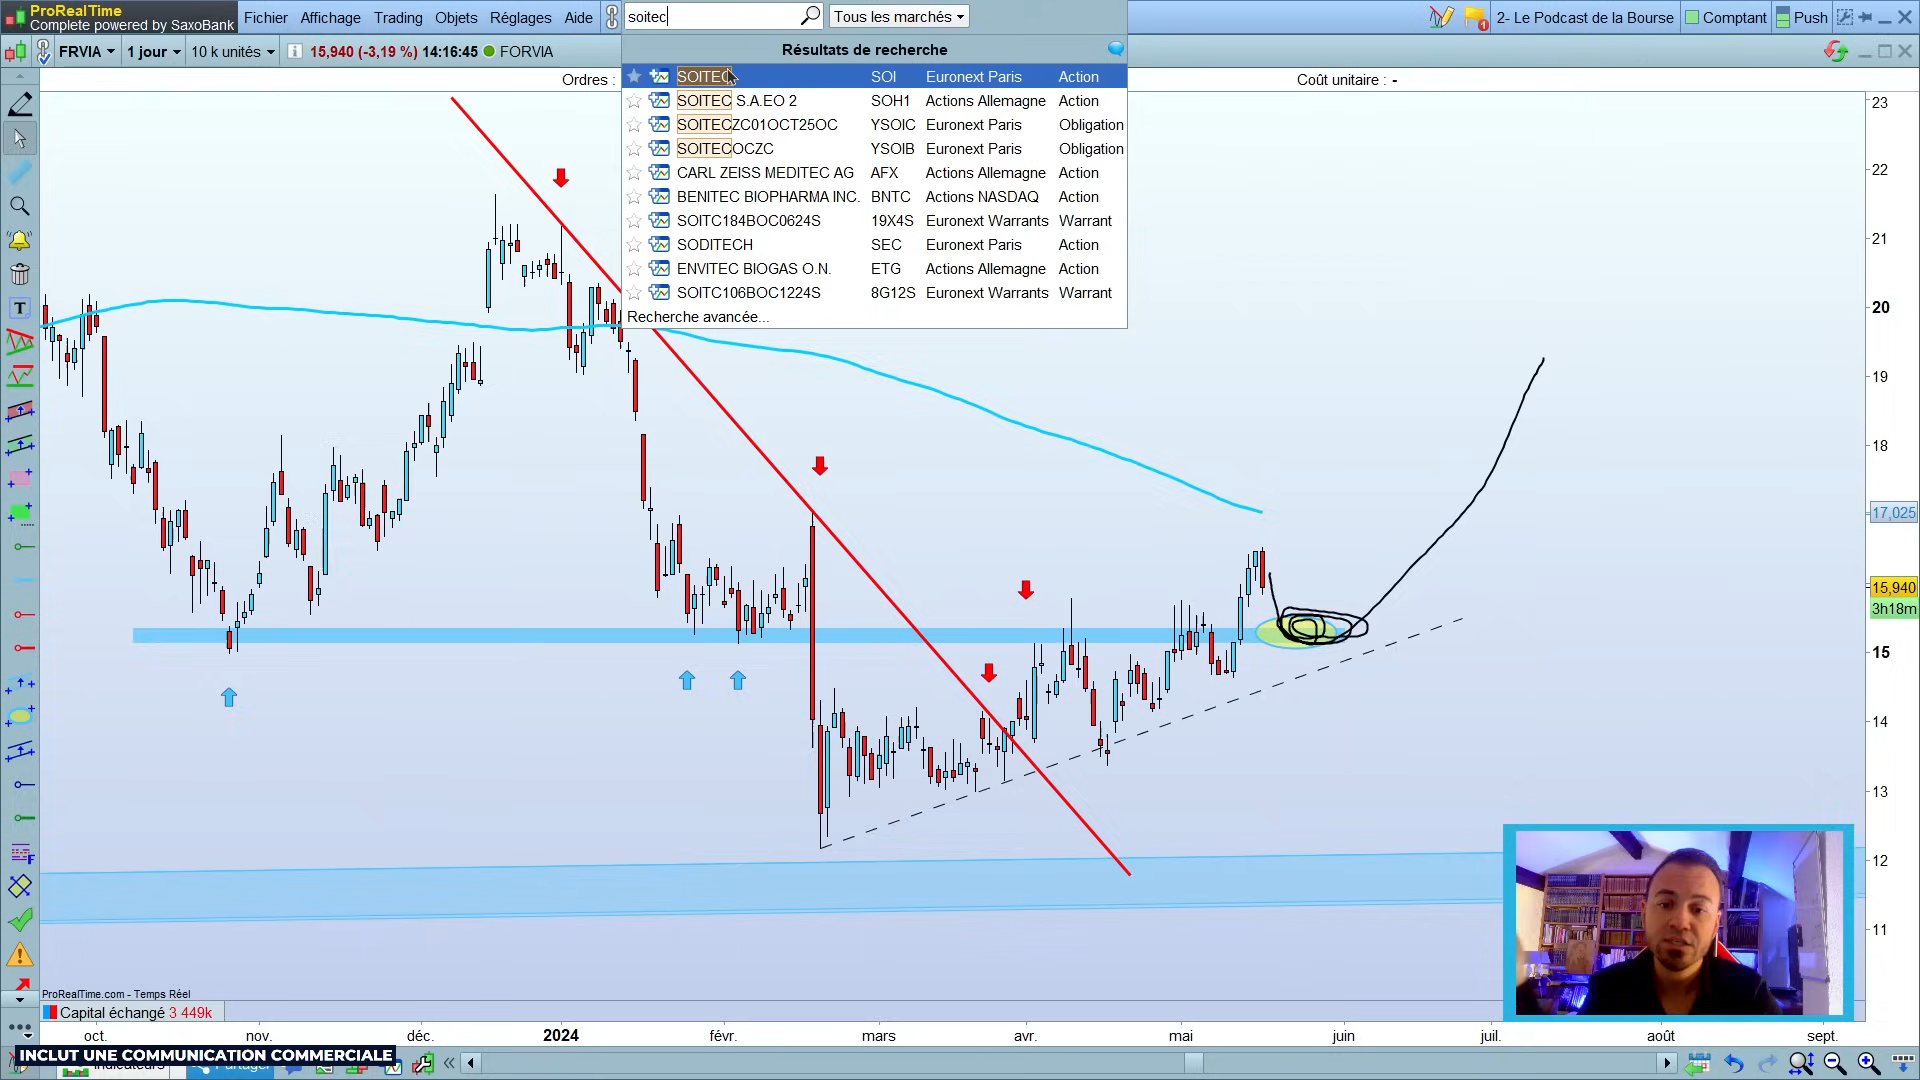 ProRealTime
Complete powered by SaxoBank
Fichier Affichage Trading Objets Réglages Aide
soitec
Tous les marchés
2- Le Podcast de la Bourse
Comptant
Push
FRVIA
1 jour
10 k unités
15,940 (-3,19 %) 14:16:45
FORVIA
Résultats de recherche
Ordres :
Coût unitaire : -
SOITEC SOI Euronext Paris Action
SOITEC S.A.EO 2 SOH1 Actions Allemagne Action
SOITECZC01OCT25OC YSOIC Euronext Paris Obligation
SOITECOCZC YSOIB Euronext Paris Obligation
CARL ZEISS MEDITEC AG AFX Actions Allemagne Action
BENITEC BIOPHARMA INC. BNTC Actions NASDAQ Action
SOITC184BOC0624S 19X4S Euronext Warrants Warrant
SODITECH SEC Euronext Paris Action
ENVITEC BIOGAS O.N. ETG Actions Allemagne Action
SOITC106BOC1224S 8G12S Euronext Warrants Warrant
Recherche avancée...
23
22
21
20
19
18
17,025
15,940
3h18m
15
14
13
12
11
ProRealTime.com - Temps Réel
Capital échangé 3 449k
oct. nov. déc. 2024 févr. mars avr. mai juin juil. août sept.
INCLUT UNE COMMUNICATION COMMERCIALE